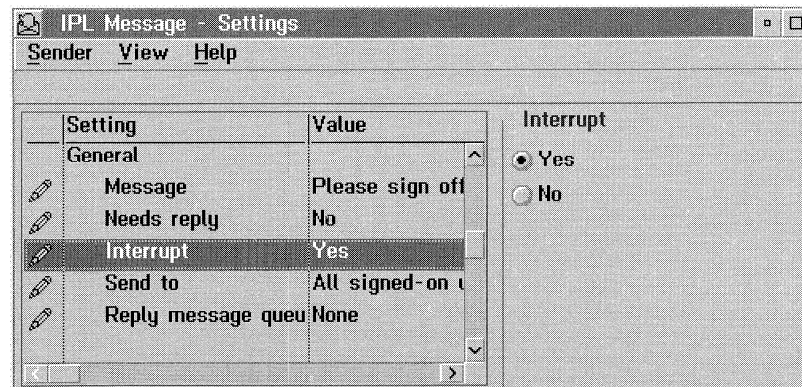 IPL Message - Settings
Sender View Help
Setting Value
General
Message Please sign off
Needs reply No
Interrupt Yes
Send to All signed-on
Reply message queu None
Interrupt
Yes
No